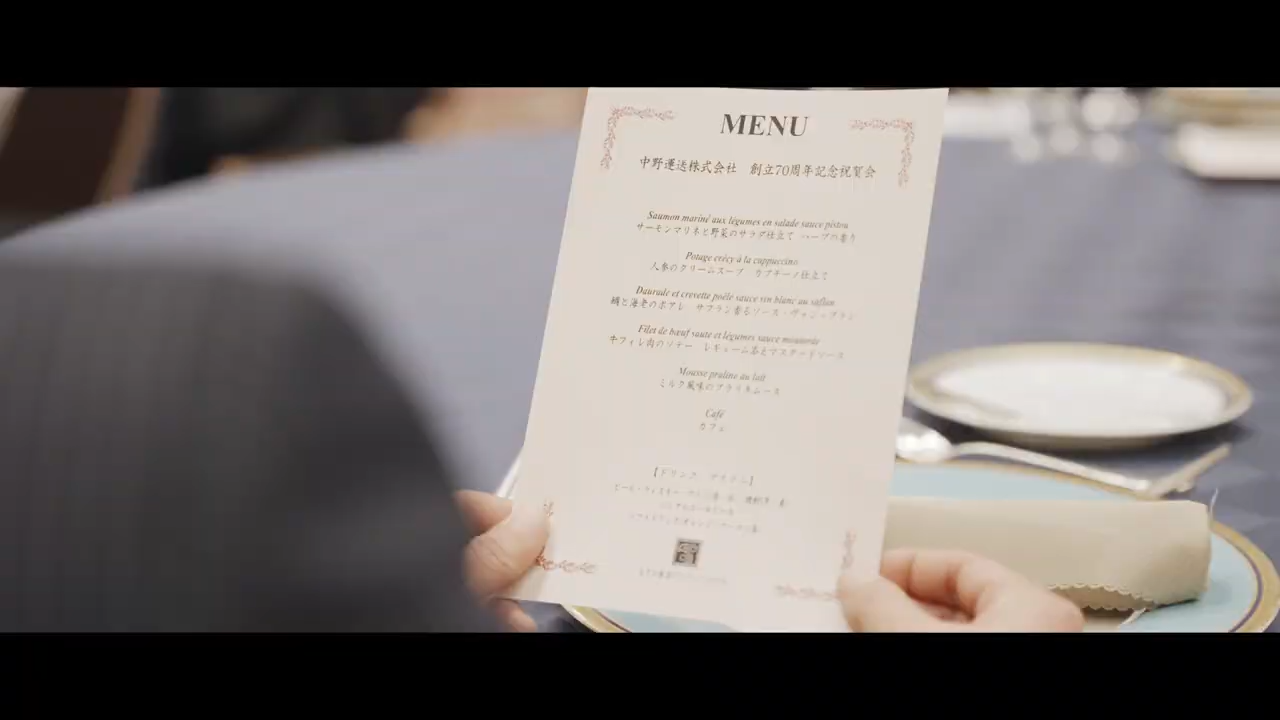 MENU
中野運送株式会社 創立70周年記念祝賀会
Saumon mariné aux légumes en salade sauce pistou
サーモンマリネと野菜のサラダ仕立て ハーブの香り
Potage crécy à la cappuccino
人参のクリームスープ カプチーノ仕立て
Daurade et crevette poêle sauce vin blanc au safran
鯛と海老のポアレ サフラン香るソース・ヴァン・ブラン
Filet de bœuf saute et légumes sauce moutarde
牛フィレ肉のソテー レギューム添えマスタードソース
Mousse praline au lait
ミルク風味のプラリネムース
Café
カフェ
【ドリンク アイテム】